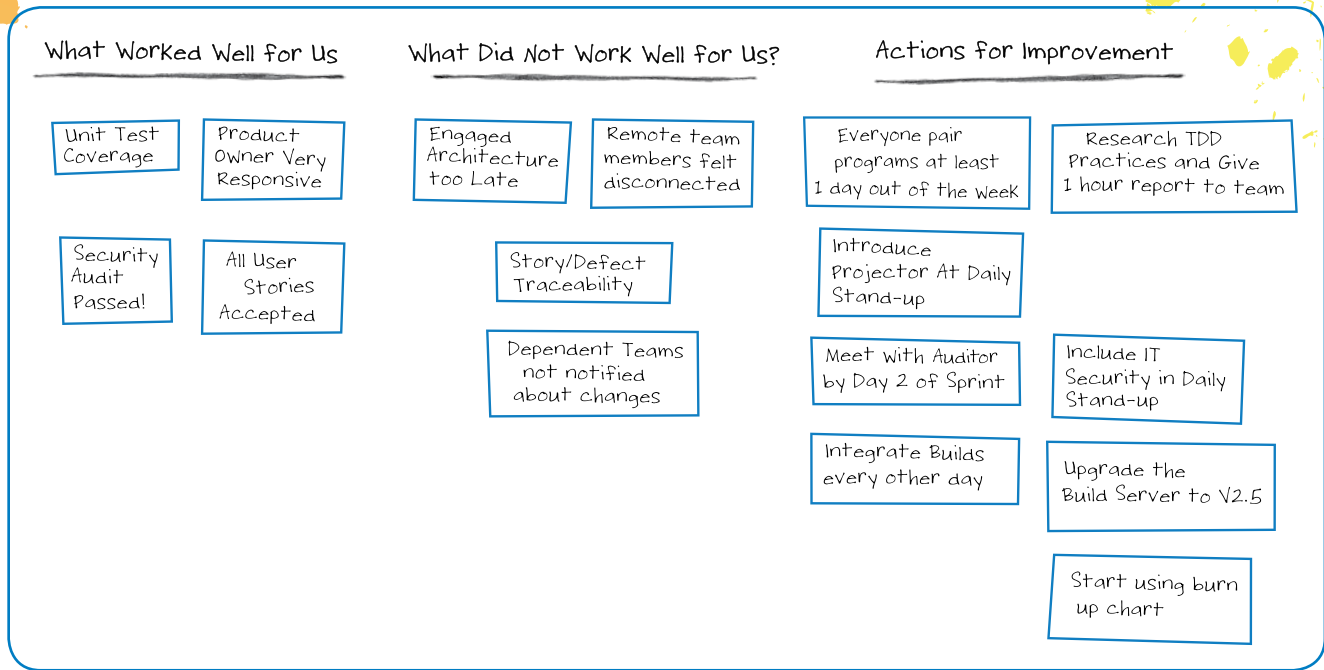 What Worked Well for Us
Unit Test
Coverage
Product
Owner Very
Responsive
Security
Audit
Passed!
All User
Stories
Accepted
What Did Not Work Well for Us?
Engaged
Architecture
too Late
Remote team
members felt
disconnected
Story/Defect
Traceability
Dependent Teams
not notified
about changes
Actions for Improvement
Everyone pair
programs at least
1 day out of the week
Research TDD
Practices and Give
1 hour report to team
Introduce
Projector At Daily
Stand-up
Meet with Auditor
by Day 2 of Sprint
Include IT
Security in Daily
Stand-up
Integrate Builds
every other day
Upgrade the
Build Server to V2.5
Start using burn
up chart